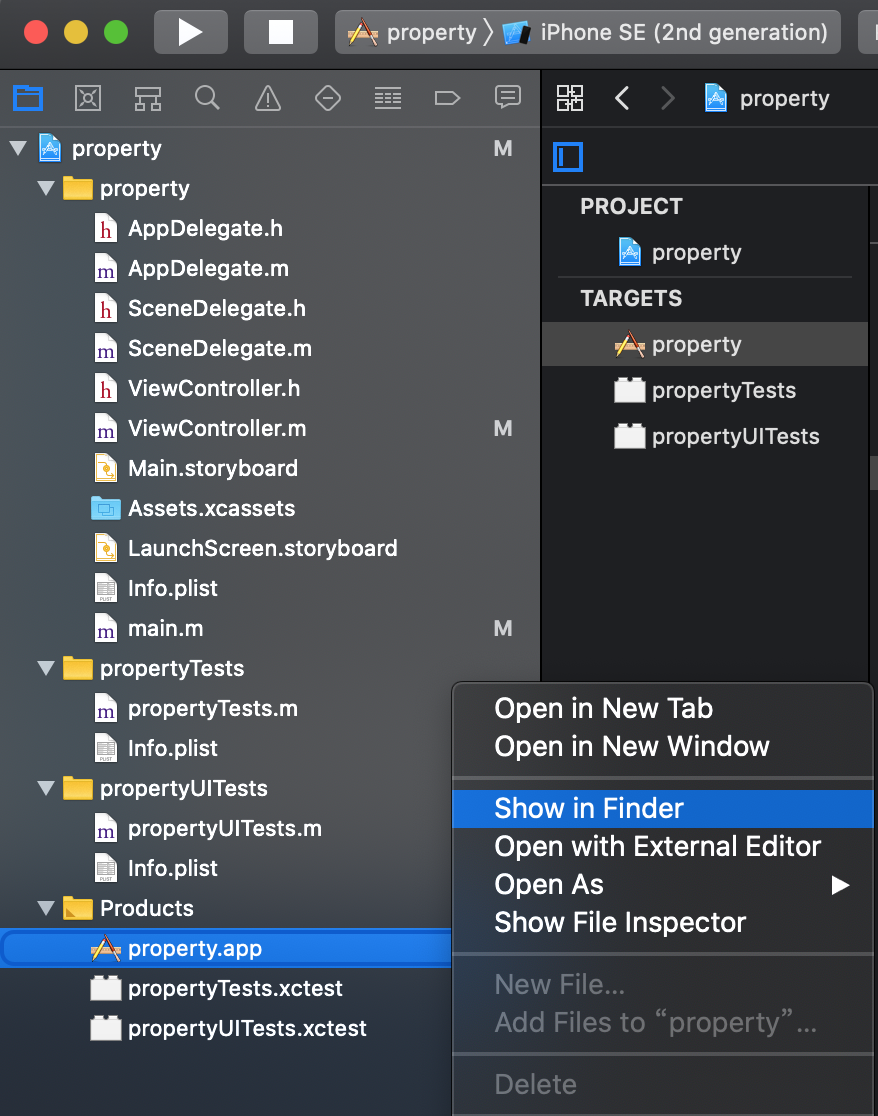 property 〉 iPhone SE (2nd generation)
property
property M
property
AppDelegate.h
AppDelegate.m
SceneDelegate.h
SceneDelegate.m
ViewController.h
ViewController.m M
Main.storyboard
Assets.xcassets
LaunchScreen.storyboard
Info.plist
main.m M
propertyTests
propertyTests.m
Info.plist
propertyUITests
propertyUITests.m
Info.plist
Products
property.app
propertyTests.xctest
propertyUITests.xctest
PROJECT
property
TARGETS
property
propertyTests
propertyUITests
Open in New Tab
Open in New Window
Show in Finder
Open with External Editor
Open As
Show File Inspector
New File...
Add Files to “property”...
Delete